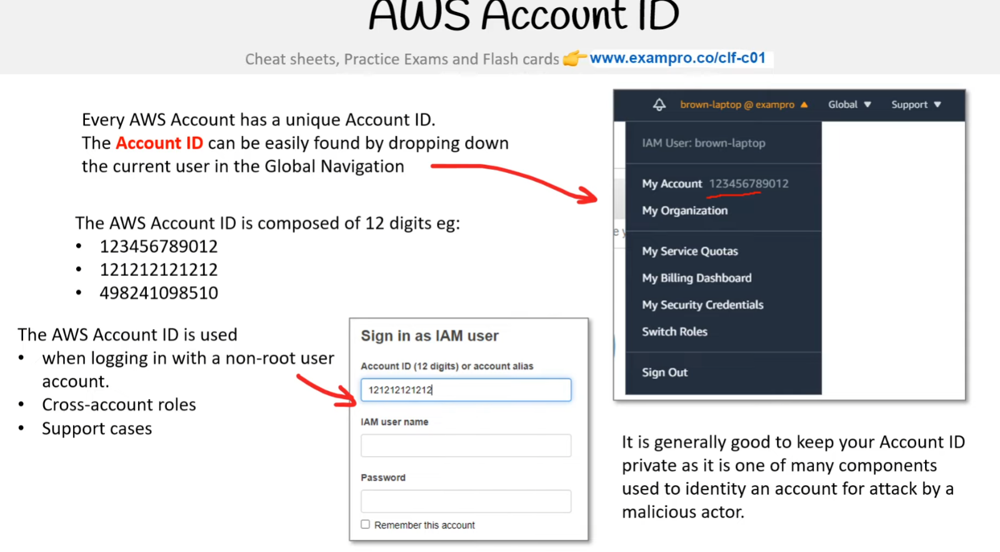 AWS Account ID
Cheat sheets, Practice Exams and Flash cards 👉 www.exampro.co/clf-c01
Every AWS Account has a unique Account ID.
The Account ID can be easily found by dropping down
the current user in the Global Navigation
The AWS Account ID is composed of 12 digits eg:
• 123456789012
• 121212121212
• 498241098510
The AWS Account ID is used
• when logging in with a non-root user
account.
• Cross-account roles
• Support cases
Sign in as IAM user
Account ID (12 digits) or account alias
121212121212
IAM user name
Password
Remember this account
brown-laptop @ exampro Global Support
IAM User: brown-laptop
My Account 123456789012
My Organization
My Service Quotas
My Billing Dashboard
My Security Credentials
Switch Roles
Sign Out
It is generally good to keep your Account ID
private as it is one of many components
used to identity an account for attack by a
malicious actor.